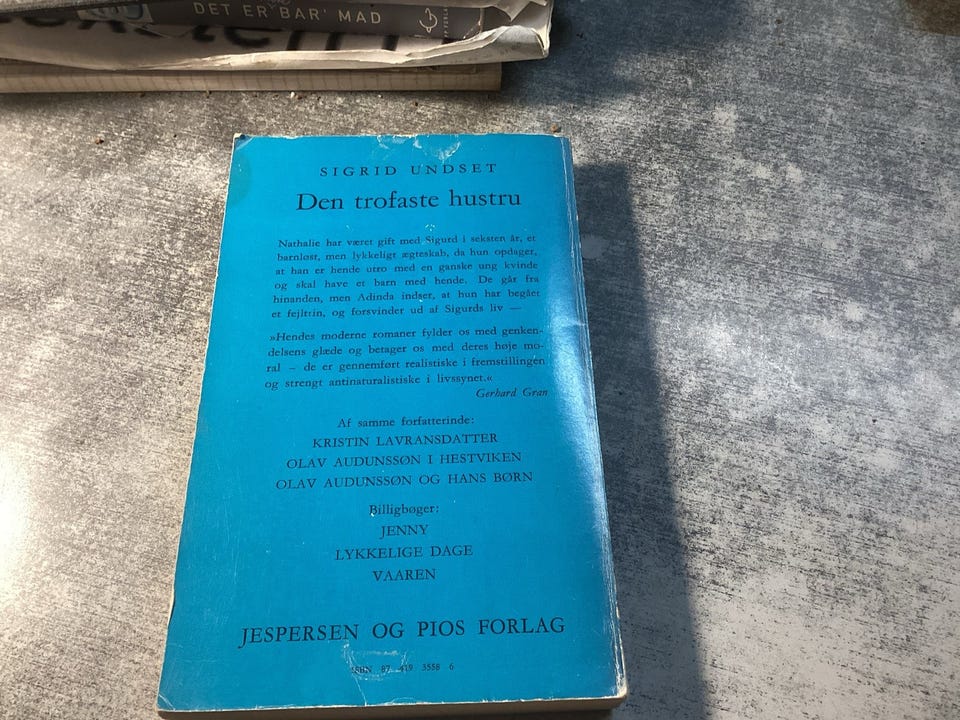 DET ER BAR' MAD
SIGRID UNDSET
Den trofaste hustru
Nathalie har været gift med Sigurd i seksten år, et
barnløst, men lykkeligt ægteskab, da hun opdager,
at han er hende utro med en ganske ung kvinde
og skal have et barn med hende. De går fra
hinanden, men Adinda indser, at hun har begået
et fejltrin, og forsvinder ud af Sigurds liv —
»Hendes moderne romaner fylder os med genken-
delsens glæde og betager os med deres høje mo-
ral – de er gennemført realistiske i fremstillingen
og strengt antinaturalistiske i livssynet.«
Gerhard Gran
Af samme forfatterinde:
KRISTIN LAVRANSDATTER
OLAV AUDUNSSØN I HESTVIKEN
OLAV AUDUNSSØN OG HANS BØRN
Billigbøger:
JENNY
LYKKELIGE DAGE
VAAREN
JESPERSEN OG PIOS FORLAG
ISBN 87 419 3558 6